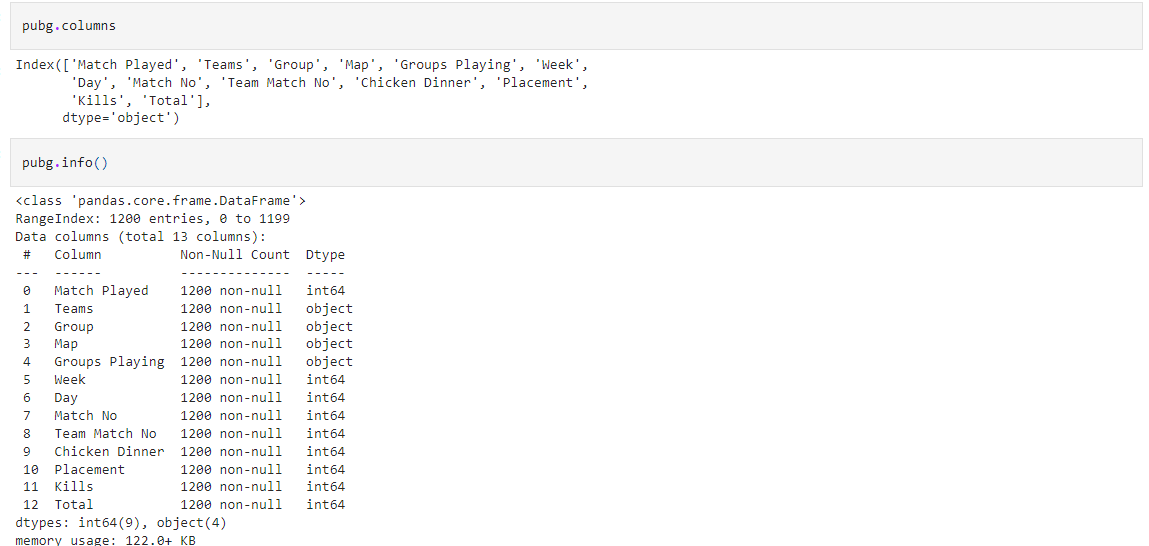 pubg.columns
Index(['Match Played', 'Teams', 'Group', 'Map', 'Groups Playing', 'Week',
       'Day', 'Match No', 'Team Match No', 'Chicken Dinner', 'Placement',
       'Kills', 'Total'],
      dtype='object')
pubg.info()
<class 'pandas.core.frame.DataFrame'>
RangeIndex: 1200 entries, 0 to 1199
Data columns (total 13 columns):
 #   Column          Non-Null Count  Dtype
---  ------          --------------  -----
 0   Match Played    1200 non-null   int64
 1   Teams           1200 non-null   object
 2   Group           1200 non-null   object
 3   Map             1200 non-null   object
 4   Groups Playing  1200 non-null   object
 5   Week            1200 non-null   int64
 6   Day             1200 non-null   int64
 7   Match No        1200 non-null   int64
 8   Team Match No   1200 non-null   int64
 9   Chicken Dinner  1200 non-null   int64
 10  Placement       1200 non-null   int64
 11  Kills           1200 non-null   int64
 12  Total           1200 non-null   int64
dtypes: int64(9), object(4)
memory usage: 122.0+ KB